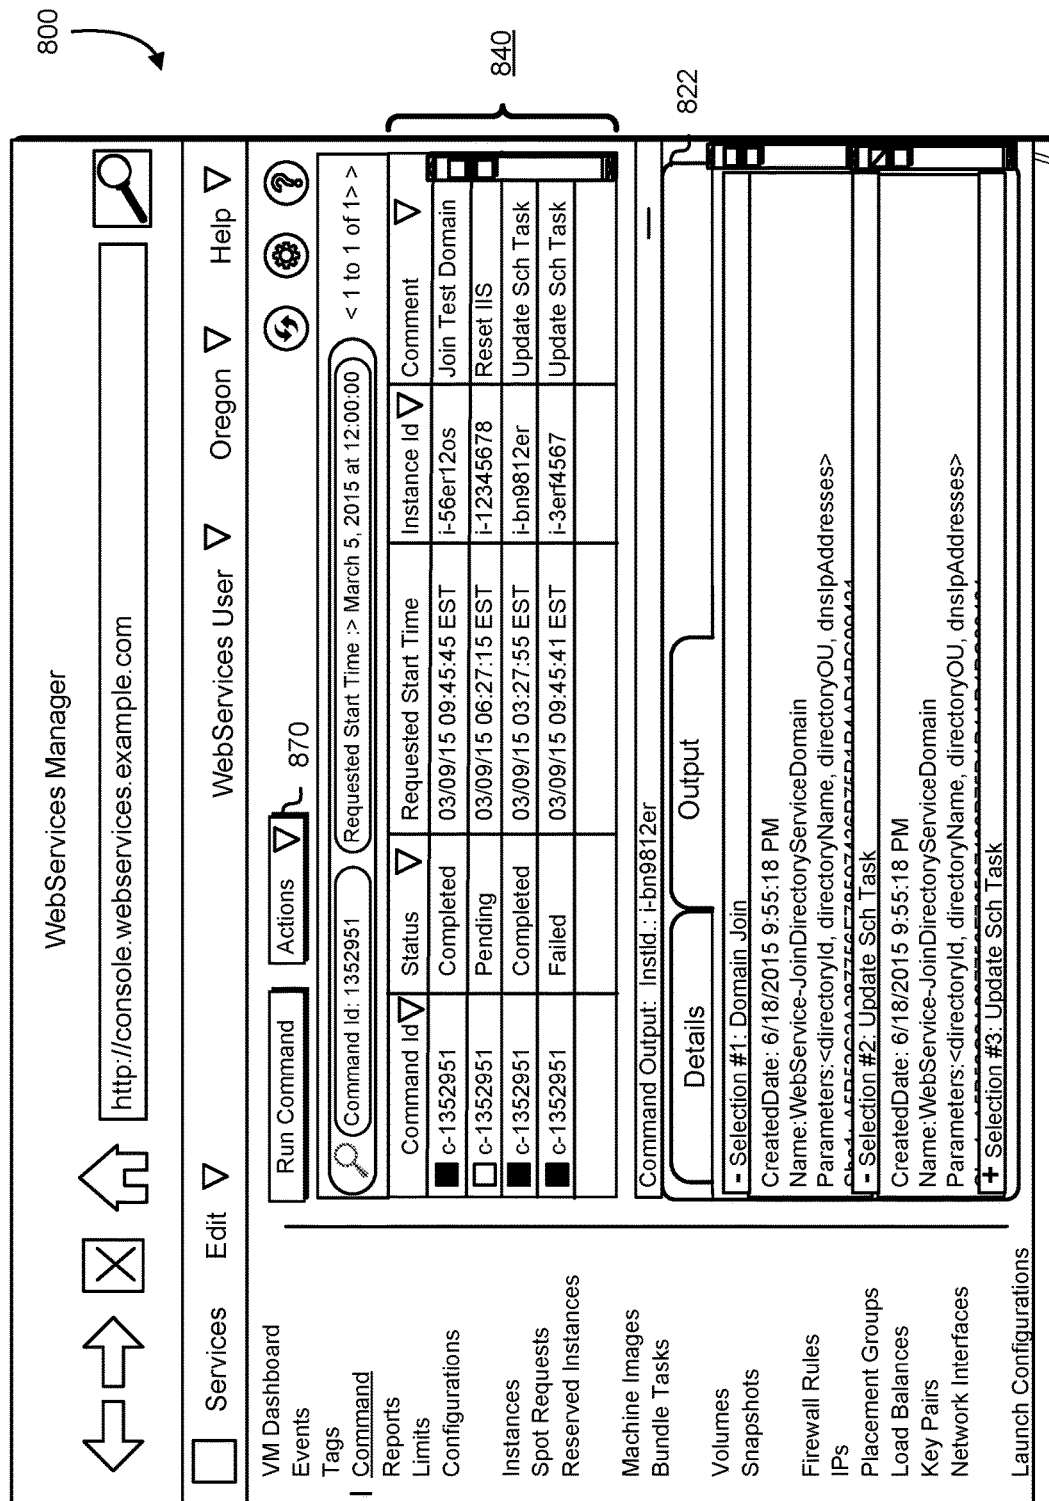 800
WebServices Manager
http://console.webservices.example.com
Services Edit WebServices User Oregon Help
VM Dashboard
Events
Tags
Command
Reports
Limits
Configurations
Instances
Spot Requests
Reserved Instances
Machine Images
Bundle Tasks
Volumes
Snapshots
Firewall Rules
IPs
Placement Groups
Load Balances
Key Pairs
Network Interfaces
Launch Configurations
Run Command Actions 870
Command Id: 1352951 Requested Start Time :> March 5, 2015 at 12:00:00 < 1 to 1 of 1> >
Command Id Status Requested Start Time Instance Id Comment
c-1352951 Completed 03/09/15 09:45:45 EST i-56er12os Join Test Domain
c-1352951 Pending 03/09/15 06:27:15 EST i-12345678 Reset IIS
c-1352951 Completed 03/09/15 03:27:55 EST i-bn9812er Update Sch Task
c-1352951 Failed 03/09/15 09:45:41 EST i-3erf4567 Update Sch Task
840
Command Output: InstId.: i-bn9812er
822
Details Output
- Selection #1: Domain Join
CreatedDate: 6/18/2015 9:55:18 PM
Name:WebService-JoinDirectoryServiceDomain
Parameters:<directoryId, directoryName, directoryOU, dnsIpAddresses>
- Selection #2: Update Sch Task
CreatedDate: 6/18/2015 9:55:18 PM
Name:WebService-JoinDirectoryServiceDomain
Parameters:<directoryId, directoryName, directoryOU, dnsIpAddresses>
+ Selection #3: Update Sch Task